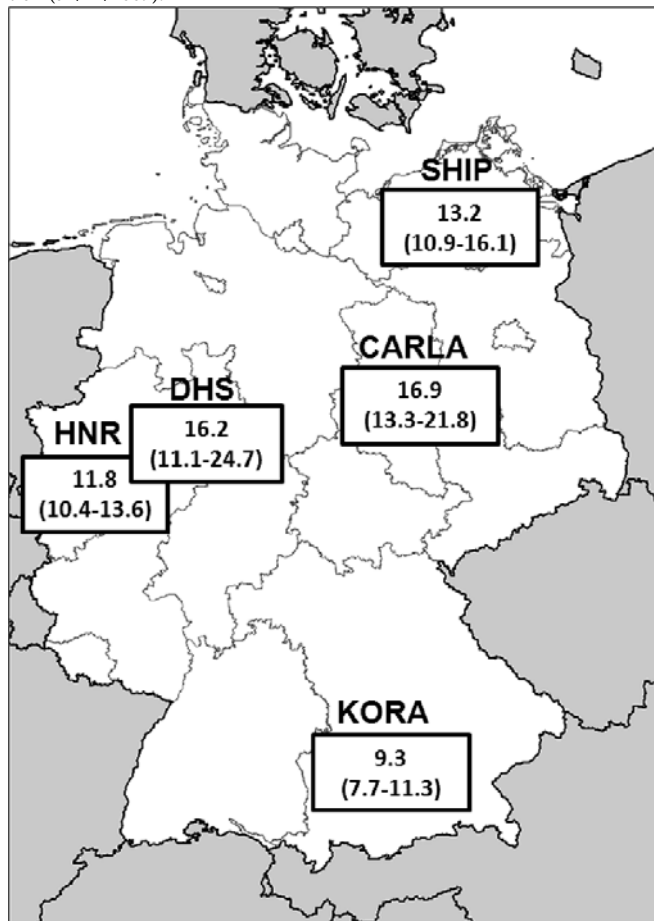 SHIP
13.2
(10.9-16.1)
CARLA
16.9
(13.3-21.8)
DHS
16.2
(11.1-24.7)
HNR
11.8
(10.4-13.6)
KORA
9.3
(7.7-11.3)